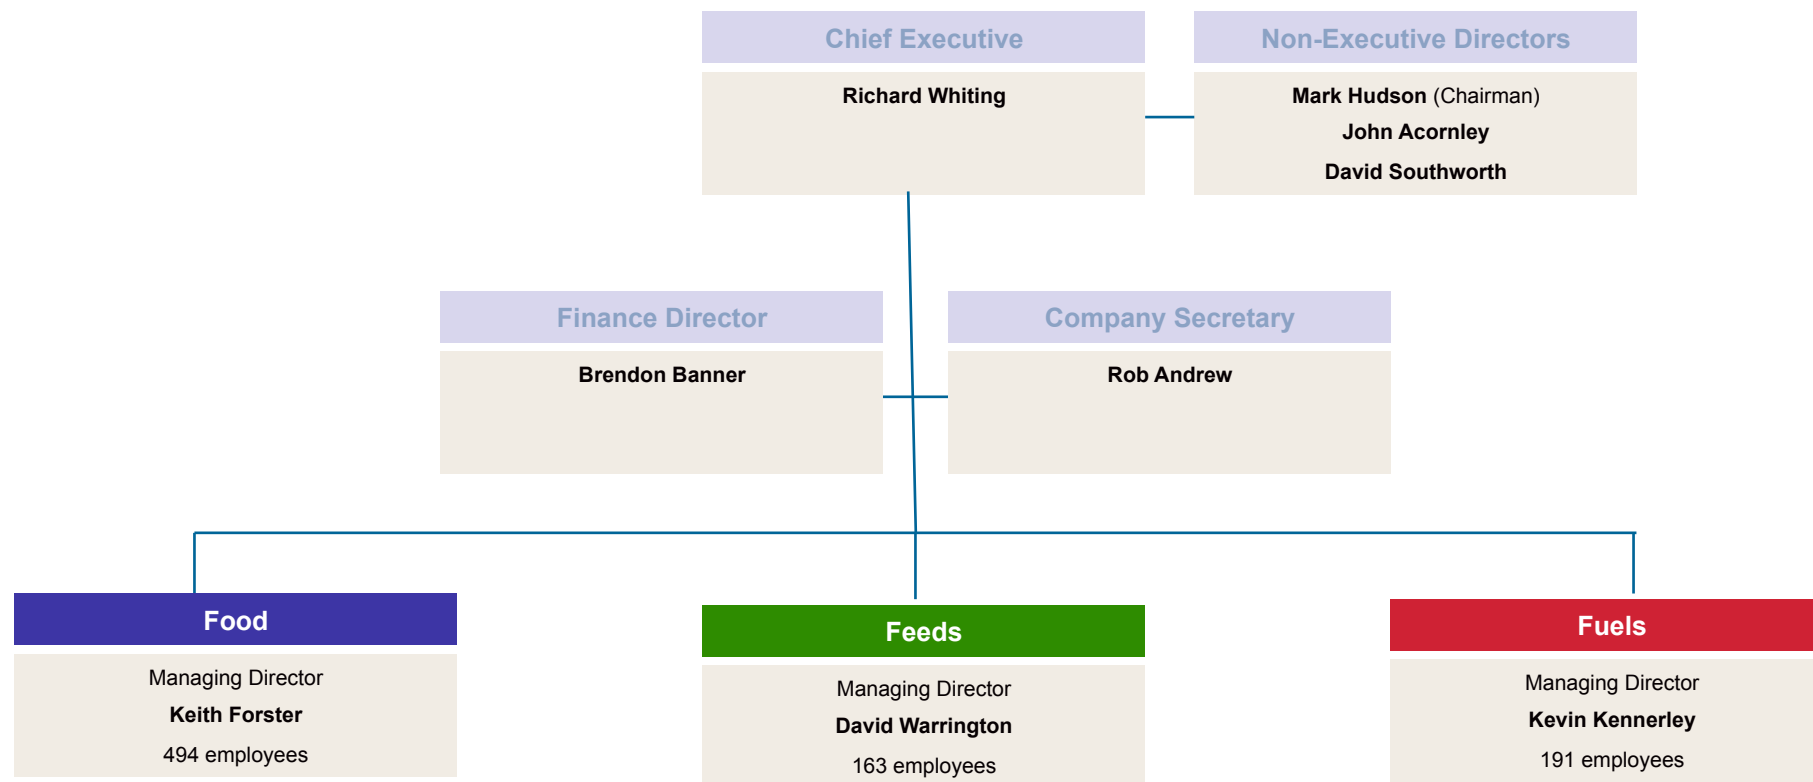 Chief Executive
Richard Whiting
Non-Executive Directors
Mark Hudson (Chairman)
John Acornley
David Southworth
Finance Director
Brendon Banner
Company Secretary
Rob Andrew
Food
Managing Director
Keith Forster
494 employees
Feeds
Managing Director
David Warrington
163 employees
Fuels
Managing Director
Kevin Kennerley
191 employees